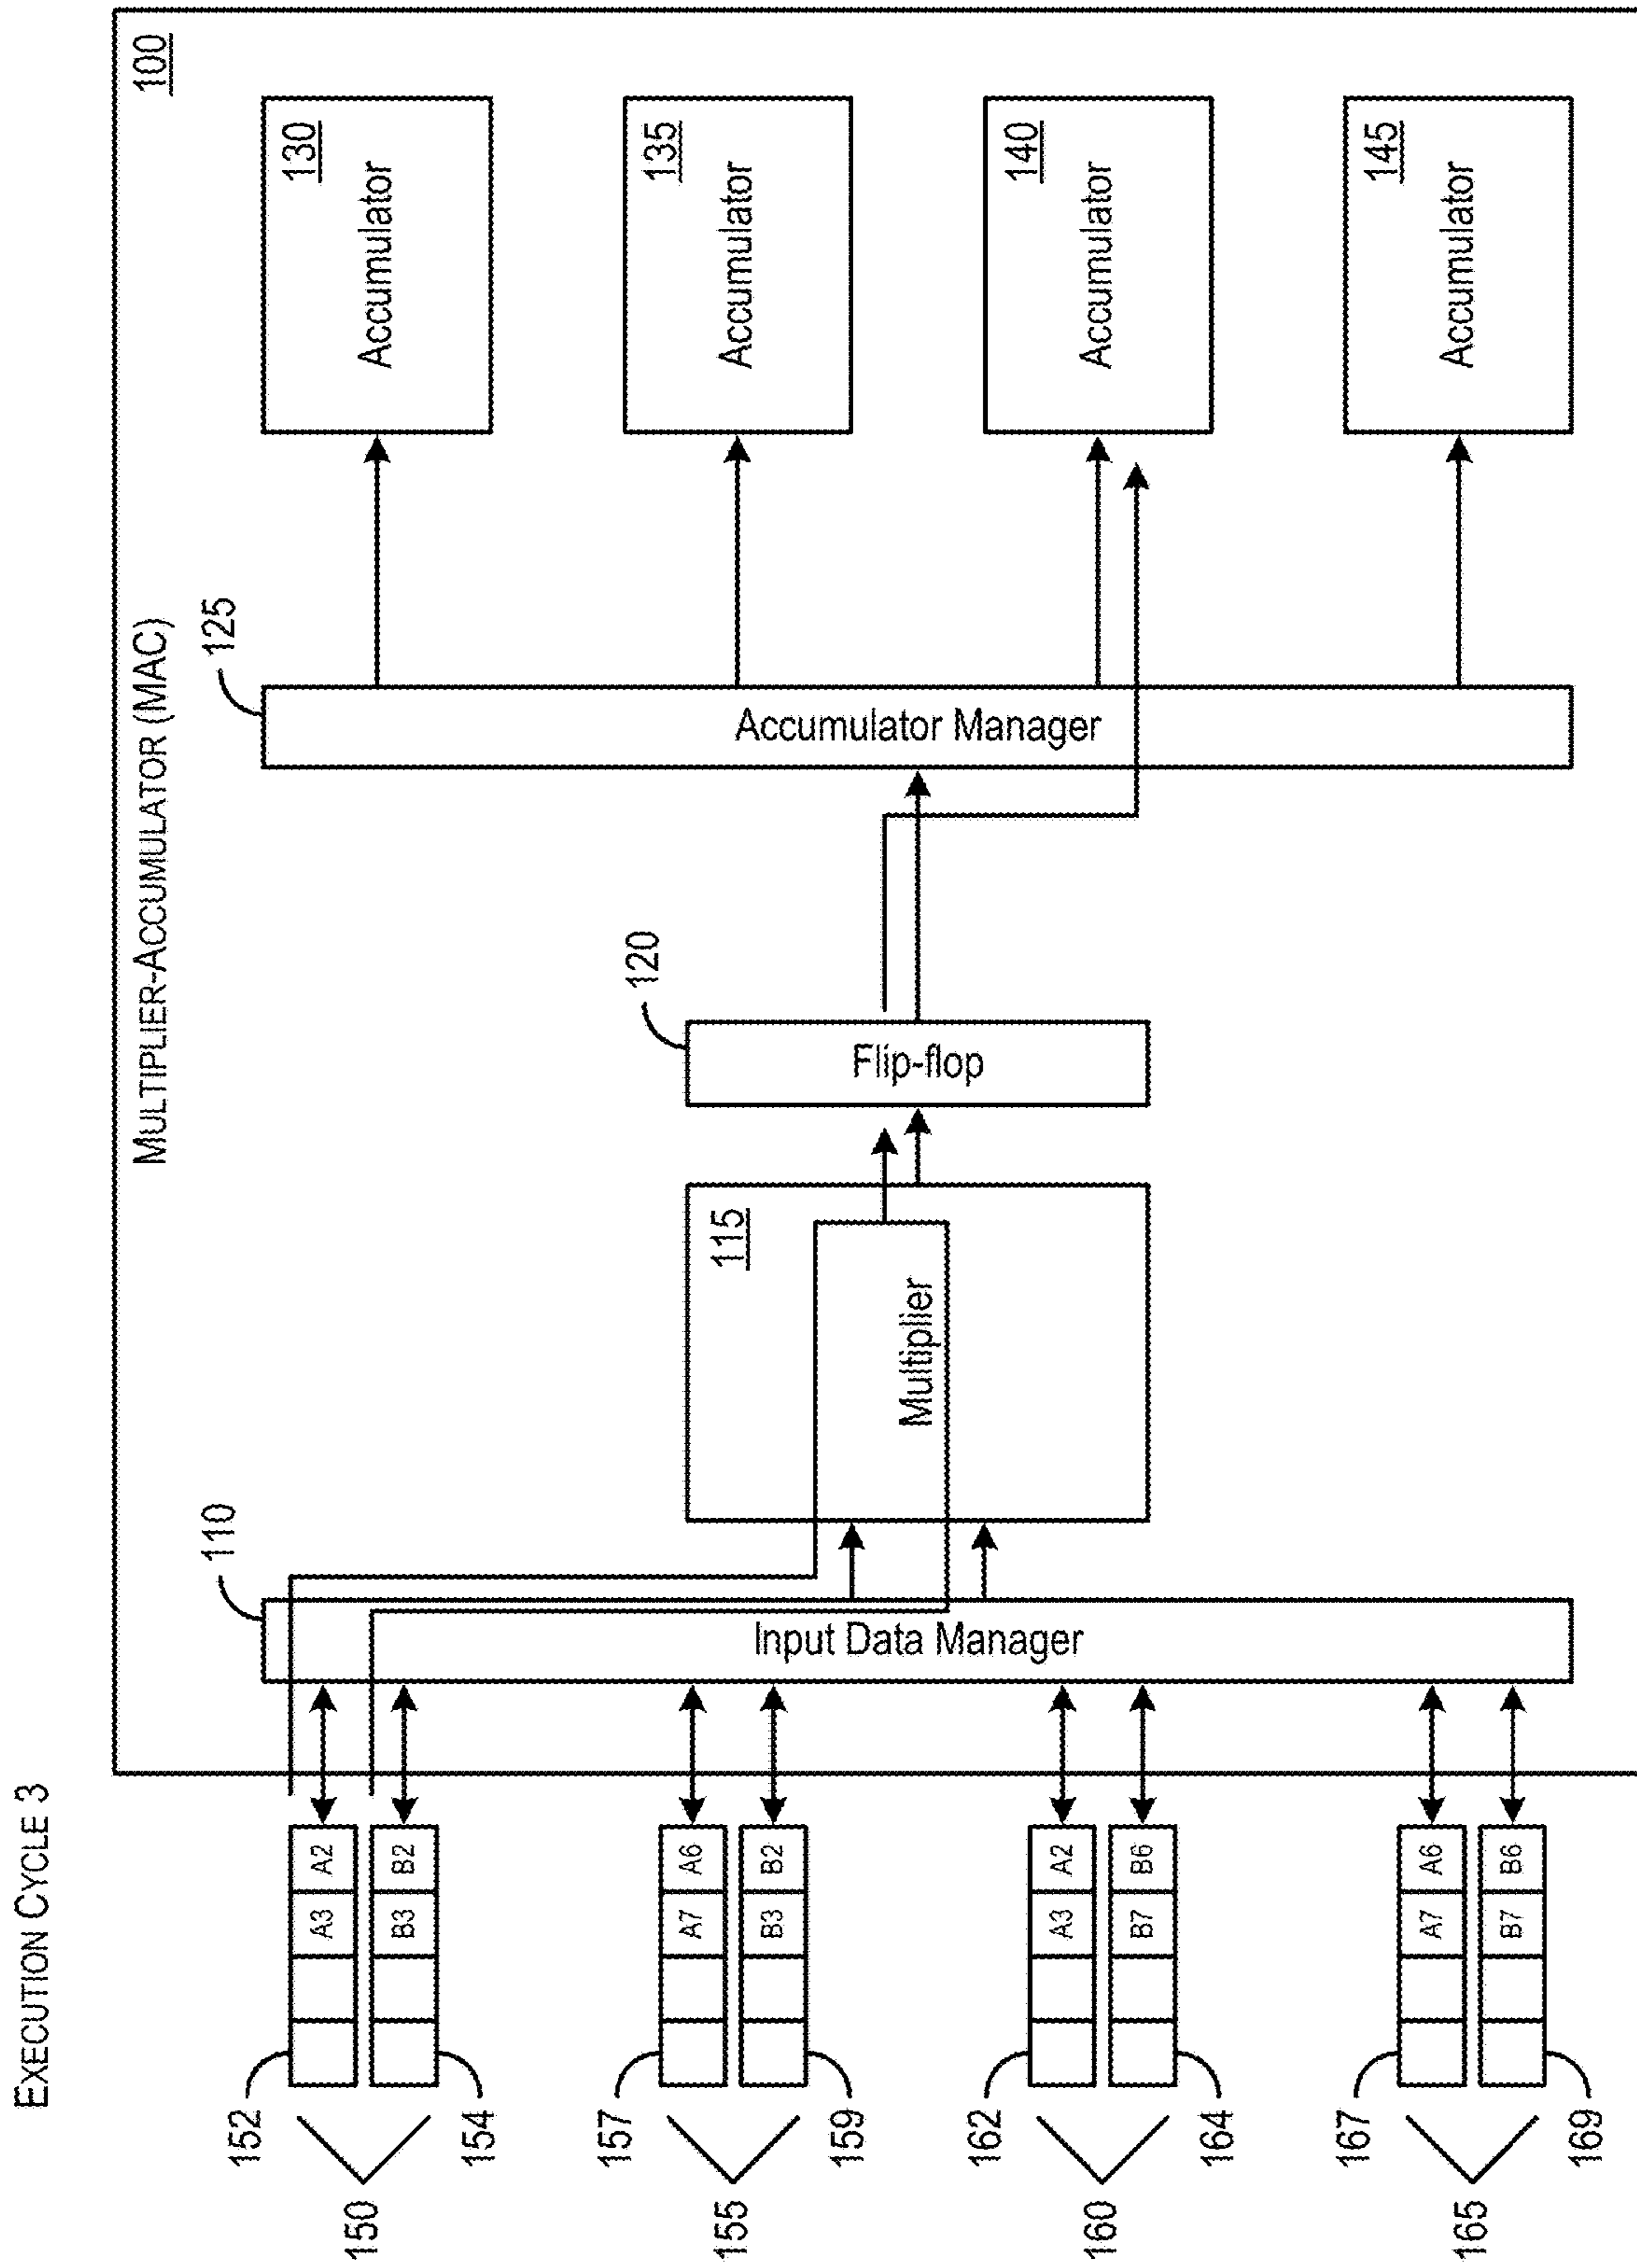 EXECUTION CYCLE 3
MULTIPLIER-ACCUMULATOR (MAC)
100
150
152
A3 A2
B3 B2
154
155
157
A7 A6
B3 B2
159
160
162
A3 A2
B7 B6
164
165
167
A7 A6
B7 B6
169
110
Input Data Manager
115
Multiplier
120
Flip-flop
125
Accumulator Manager
130
Accumulator
135
Accumulator
140
Accumulator
145
Accumulator